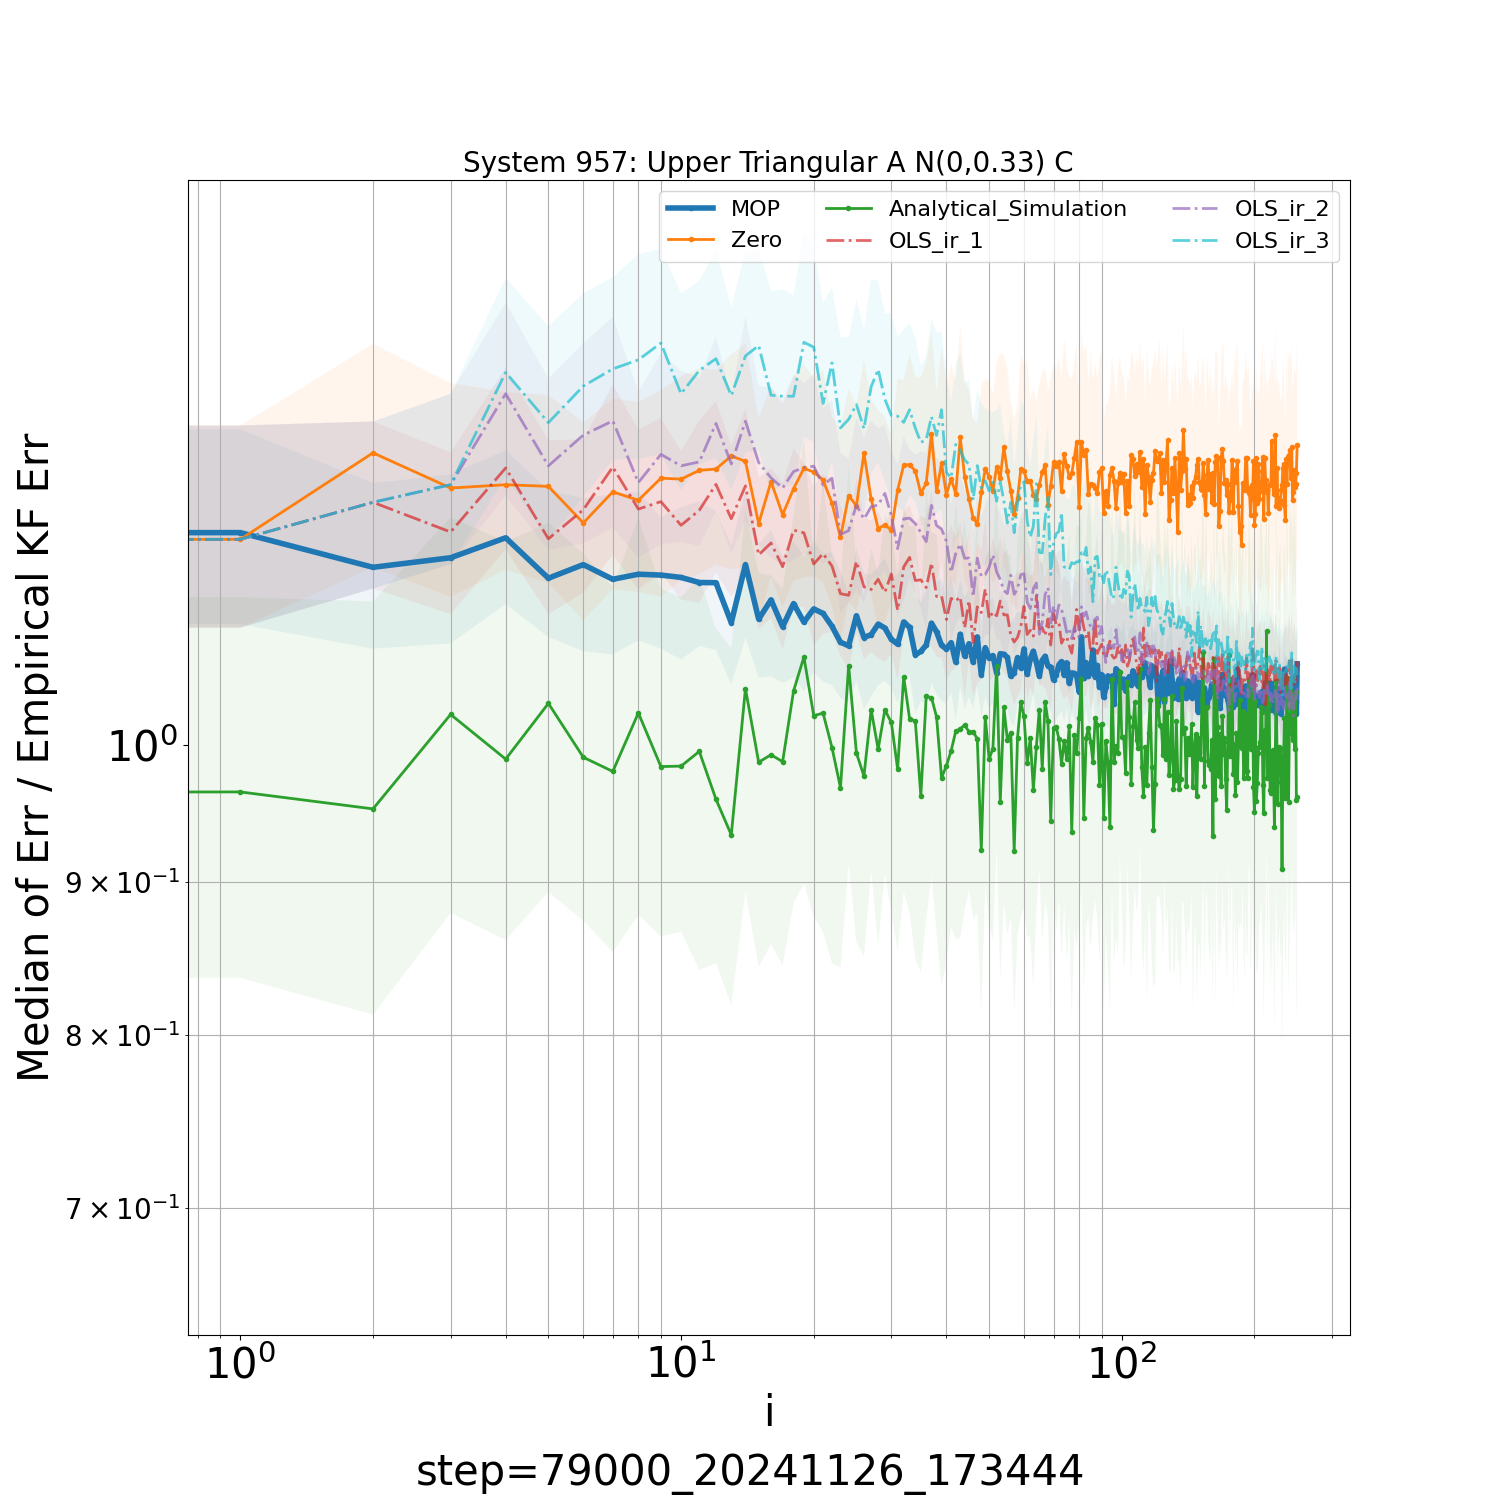 System 957: Upper Triangular A N(0,0.33) C
MOP
Zero
Analytical_Simulation
OLS_ir_1
OLS_ir_2
OLS_ir_3
Median of Err / Empirical KF Err
10⁰
9 × 10⁻¹
8 × 10⁻¹
7 × 10⁻¹
10⁰ 10¹ 10²
i
step=79000_20241126_173444